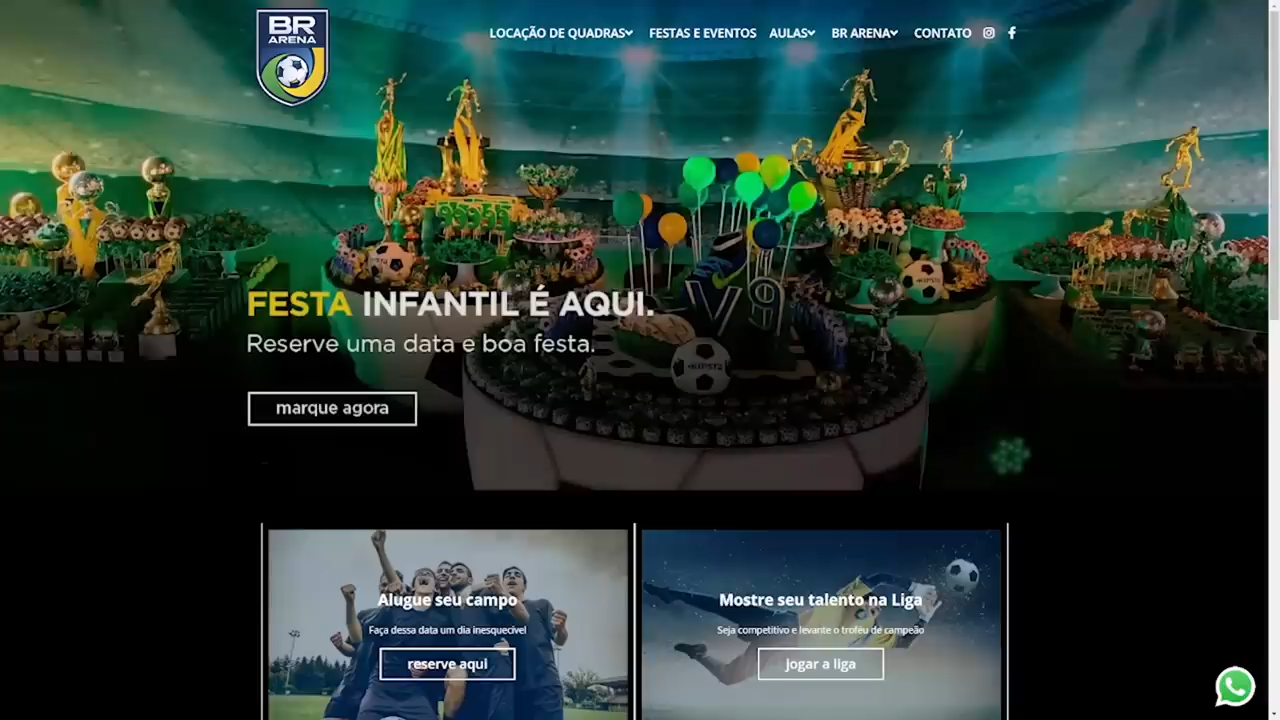 BR
ARENA
LOCAÇÃO DE QUADRAS
FESTAS E EVENTOS
AULAS
BR ARENA
CONTATO
FESTA INFANTIL É AQUI.
Reserve uma data e boa festa.
marque agora
V9
Alugue seu campo
Faça dessa data um dia inesquecível
reserve aqui
Mostre seu talento na Liga
Seja competitivo e levante o troféu de campeão
jogar a liga